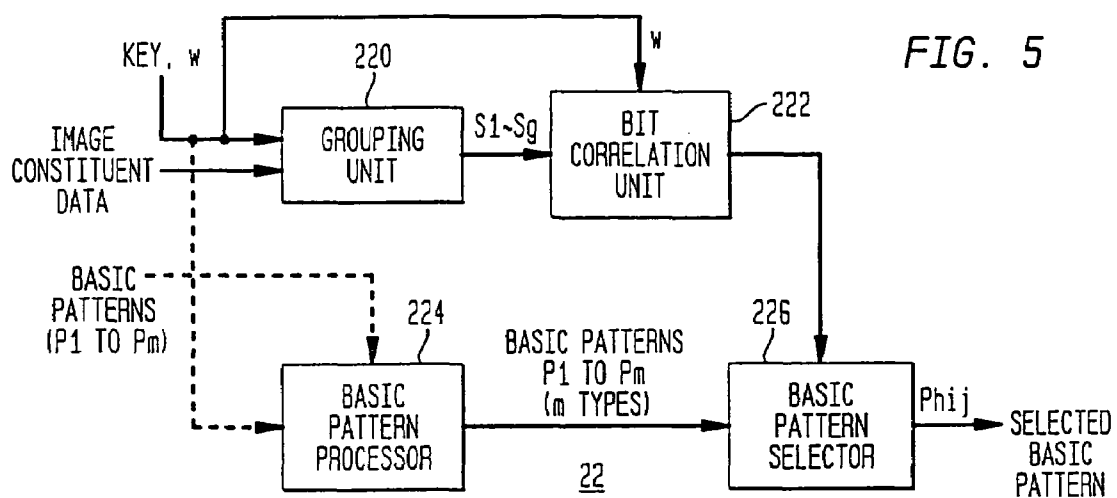 FIG. 5
KEY, w
w
220
222
IMAGE
CONSTITUENT
DATA
GROUPING
UNIT
S1~Sg
BIT
CORRELATION
UNIT
BASIC
PATTERNS
(P1 TO Pm)
224
BASIC PATTERNS
P1 TO Pm
(m TYPES)
226
BASIC
PATTERN
PROCESSOR
BASIC
PATTERN
SELECTOR
Phij
SELECTED
BASIC
PATTERN
22